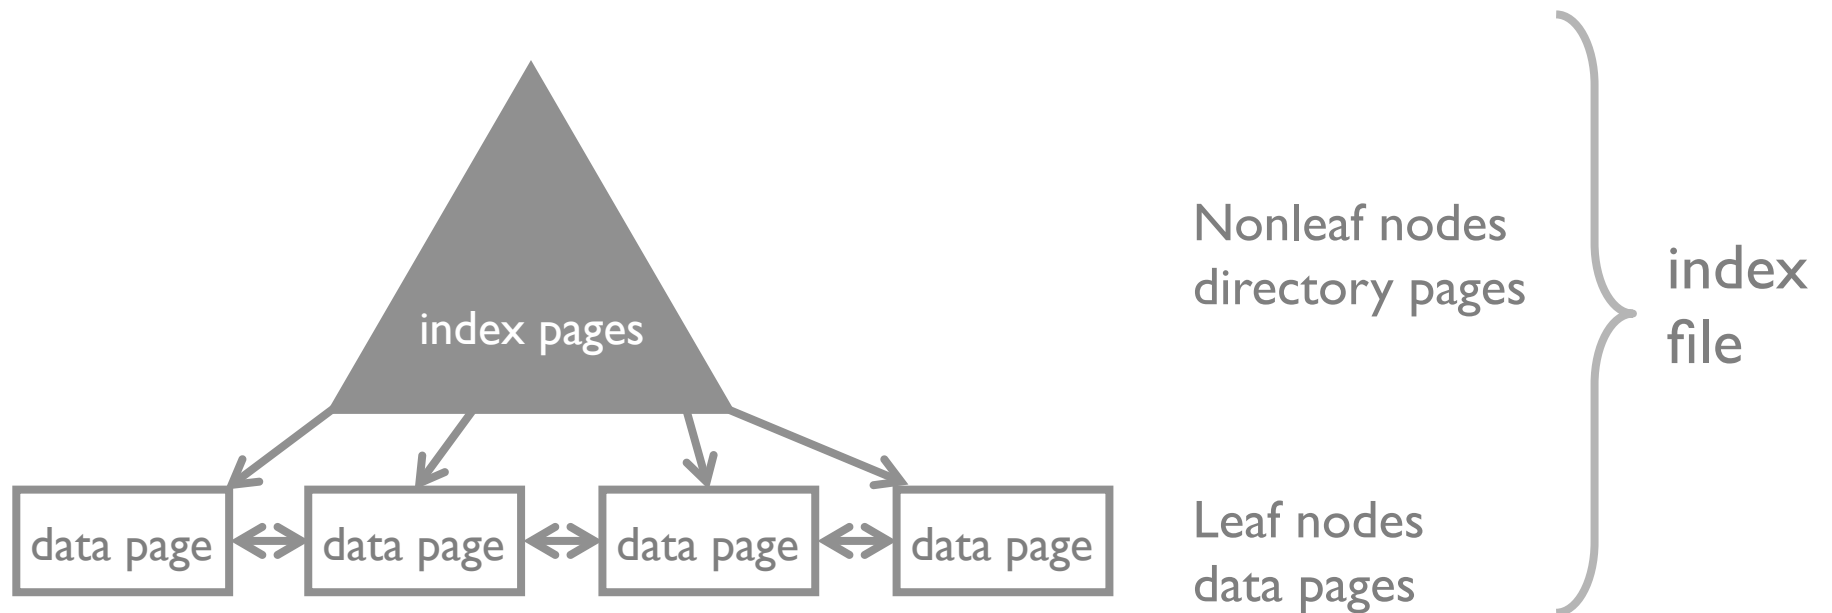 index pages
data page
data page
data page
data page
Nonleaf nodes
directory pages
Leaf nodes
data pages
index
file